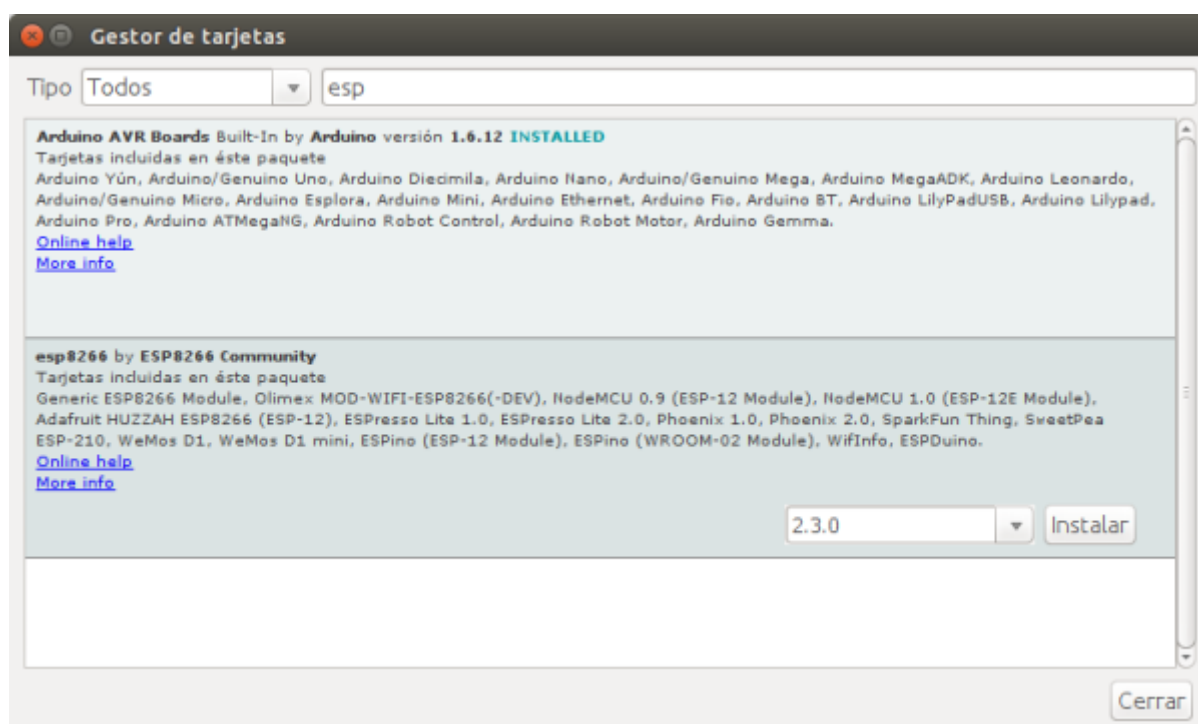 Gestor de tarjetas
Tipo Todos esp
Arduino AVR Boards Built-In by Arduino versión 1.6.12 INSTALLED
Tarjetas incluidas en éste paquete
Arduino Yún, Arduino/Genuino Uno, Arduino Diecimila, Arduino Nano, Arduino/Genuino Mega, Arduino MegaADK, Arduino Leonardo,
Arduino/Genuino Micro, Arduino Esplora, Arduino Mini, Arduino Ethernet, Arduino Fio, Arduino BT, Arduino LilyPadUSB, Arduino Lilypad,
Arduino Pro, Arduino ATMegaNG, Arduino Robot Control, Arduino Robot Motor, Arduino Gemma.
Online help
More info
esp8266 by ESP8266 Community
Tarjetas incluidas en éste paquete
Generic ESP8266 Module, Olimex MOD-WIFI-ESP8266(-DEV), NodeMCU 0.9 (ESP-12 Module), NodeMCU 1.0 (ESP-12E Module),
Adafruit HUZZAH ESP8266 (ESP-12), ESPresso Lite 1.0, ESPresso Lite 2.0, Phoenix 1.0, Phoenix 2.0, SparkFun Thing, SweetPea
ESP-210, WeMos D1, WeMos D1 mini, ESPino (ESP-12 Module), ESPino (WROOM-02 Module), WifInfo, ESPDuino.
Online help
More info
2.3.0 Instalar
Cerrar